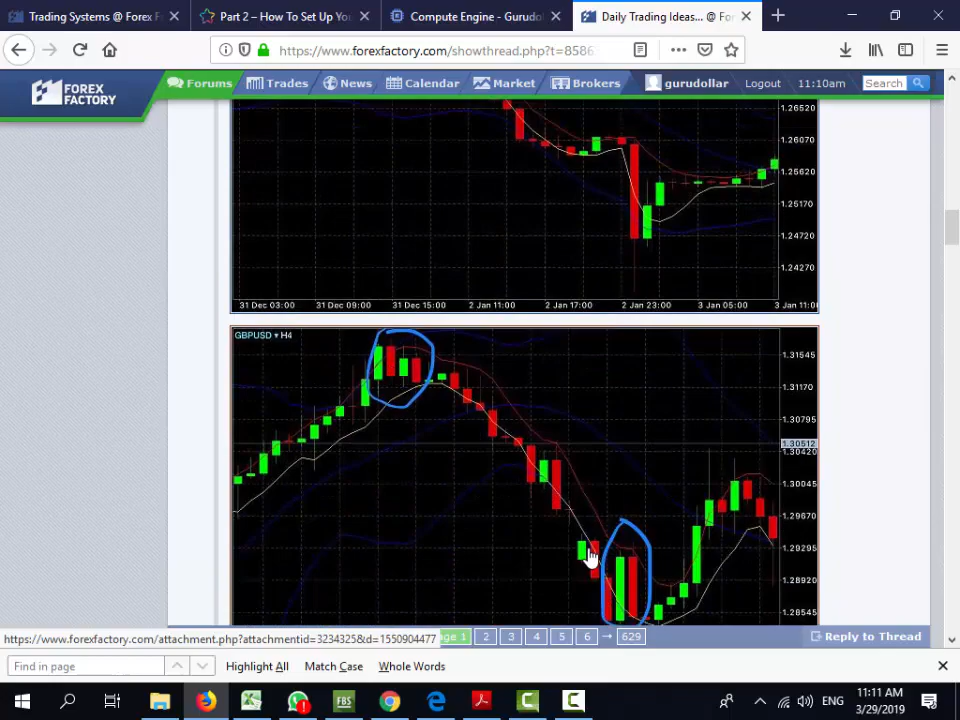 Trading Systems @ Forex F
Part 2 – How To Set Up You
Compute Engine - Gurudol
Daily Trading Ideas... @ For
https://www.forexfactory.com/showthread.php?t=8586
FOREX FACTORY
Forums
Trades
News
Calendar
Market
Brokers
gurudollar
Logout
11:10am
Search
1.26520
1.26070
1.25620
1.25170
1.24720
1.24270
31 Dec 03:00
31 Dec 09:00
31 Dec 15:00
2 Jan 11:00
2 Jan 17:00
2 Jan 23:00
3 Jan 05:00
3 Jan 11:0
GBPUSD ▾ H4
1.31545
1.31170
1.30795
1.30512
1.30420
1.30045
1.29670
1.29295
1.28920
1.28545
https://www.forexfactory.com/attachment.php?attachmentid=3234325&d=1550904477
age 1
2
3
4
5
6
→
629
Reply to Thread
Find in page
Highlight All
Match Case
Whole Words
FBS
ENG
11:11 AM
3/29/2019